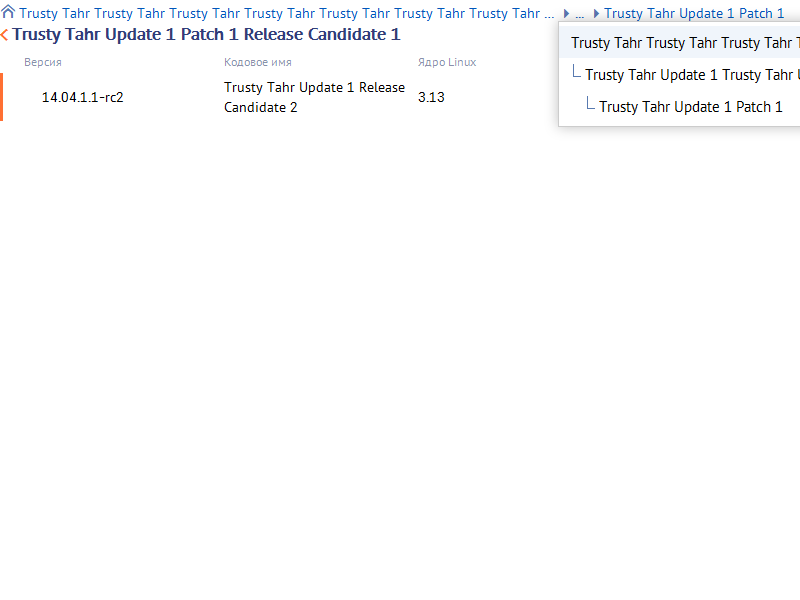 Trusty Tahr Trusty Tahr Trusty Tahr Trusty Tahr Trusty Tahr Trusty Tahr Trusty Tahr ... ... Trusty Tahr Update 1 Patch 1
Trusty Tahr Update 1 Patch 1 Release Candidate 1
Trusty Tahr Trusty Tahr Trusty Tahr
Trusty Tahr Update 1 Trusty Tahr
Trusty Tahr Update 1 Patch 1
Версия Кодовое имя Ядро Linux
14.04.1.1-rc2 Trusty Tahr Update 1 Release Candidate 2 3.13